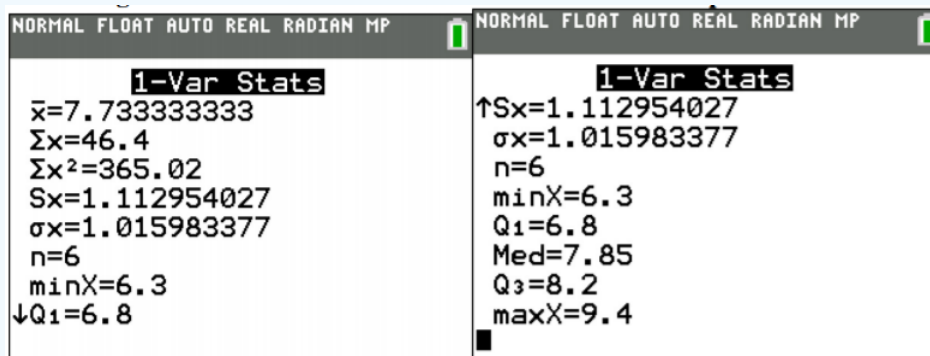 NORMAL FLOAT AUTO REAL RADIAN MP
1-Var Stats
x̄=7.733333333
Σx=46.4
Σx²=365.02
Sx=1.112954027
σx=1.015983377
n=6
minX=6.3
↓Q₁=6.8
NORMAL FLOAT AUTO REAL RADIAN MP
1-Var Stats
↑Sx=1.112954027
σx=1.015983377
n=6
minX=6.3
Q₁=6.8
Med=7.85
Q₃=8.2
maxX=9.4